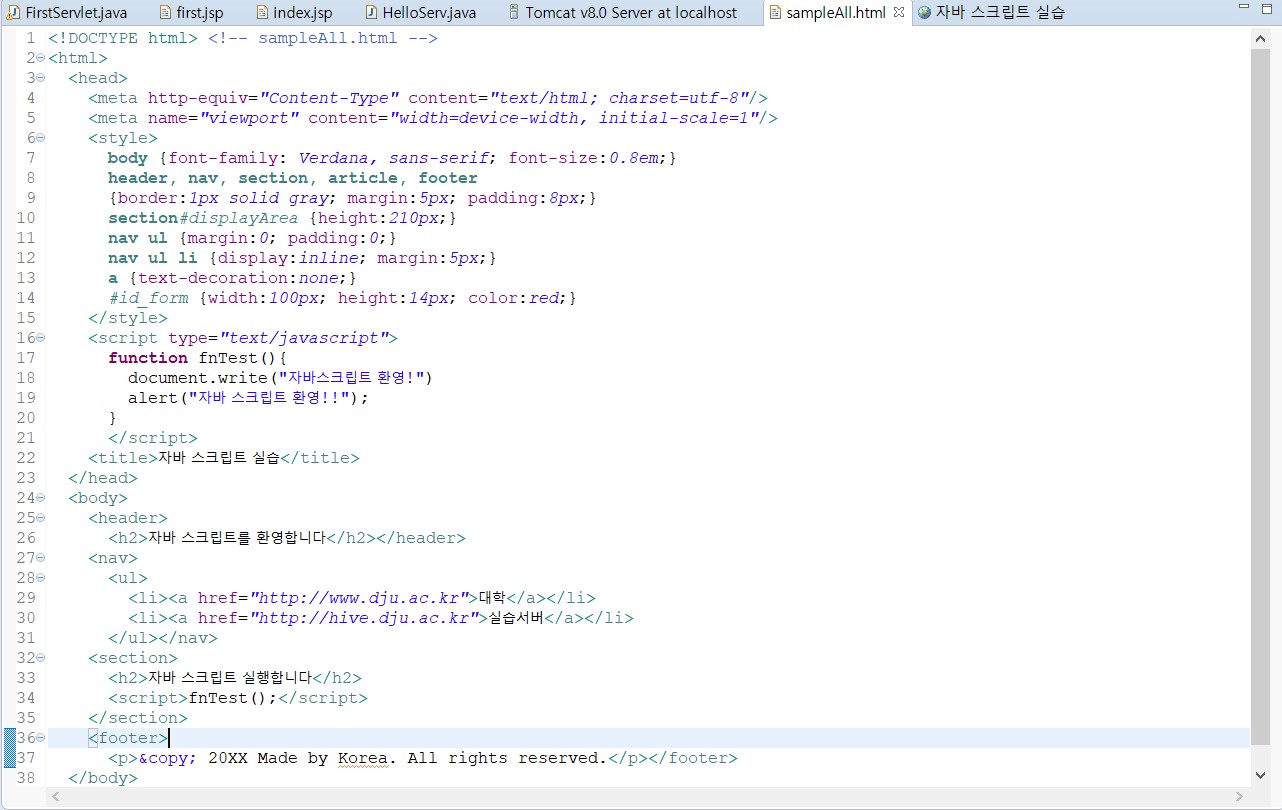 FirstServlet.java first.jsp index.jsp HelloServ.java Tomcat v8.0 Server at localhost sampleAll.html 자바 스크립트 실습
1 <!DOCTYPE html> <!-- sampleAll.html -->
2 <html>
3 <head>
4 <meta http-equiv="Content-Type" content="text/html; charset=utf-8"/>
5 <meta name="viewport" content="width=device-width, initial-scale=1"/>
6 <style>
7 body {font-family: Verdana, sans-serif; font-size:0.8em;}
8 header, nav, section, article, footer
9 {border:1px solid gray; margin:5px; padding:8px;}
10 section#displayArea {height:210px;}
11 nav ul {margin:0; padding:0;}
12 nav ul li {display:inline; margin:5px;}
13 a {text-decoration:none;}
14 #id_form {width:100px; height:14px; color:red;}
15 </style>
16 <script type="text/javascript">
17 function fnTest(){
18 document.write("자바스크립트 환영!")
19 alert("자바 스크립트 환영!!");
20 }
21 </script>
22 <title>자바 스크립트 실습</title>
23 </head>
24 <body>
25 <header>
26 <h2>자바 스크립트를 환영합니다</h2></header>
27 <nav>
28 <ul>
29 <li><a href="http://www.dju.ac.kr">대학</a></li>
30 <li><a href="http://hive.dju.ac.kr">실습서버</a></li>
31 </ul></nav>
32 <section>
33 <h2>자바 스크립트 실행합니다</h2>
34 <script>fnTest();</script>
35 </section>
36 <footer>
37 <p>&copy; 20XX Made by Korea. All rights reserved.</p></footer>
38 </body>